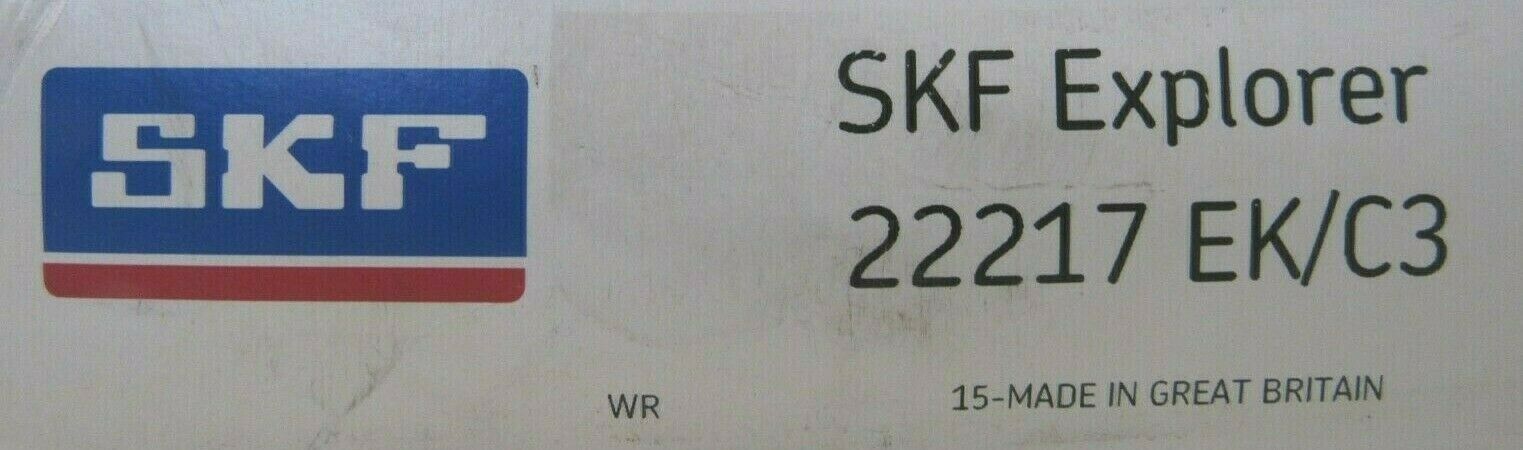 SKF
SKF Explorer
22217 EK/C3
WR
15-MADE IN GREAT BRITAIN